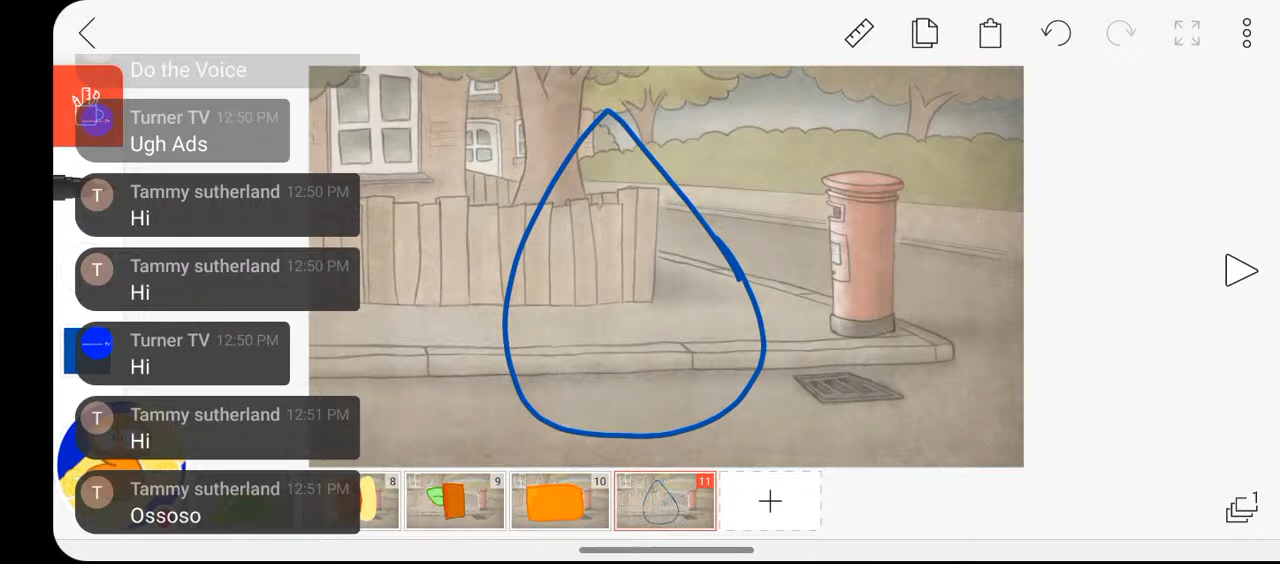 Do the Voice
Turner TV 12:50 PM
Ugh Ads
T
Tammy sutherland 12:50 PM
Hi
T
Tammy sutherland 12:50 PM
Hi
Turner TV 12:50 PM
Hi
T
Tammy sutherland 12:51 PM
Hi
T
Tammy sutherland 12:51 PM
Ossoso
8
9
10
11
1